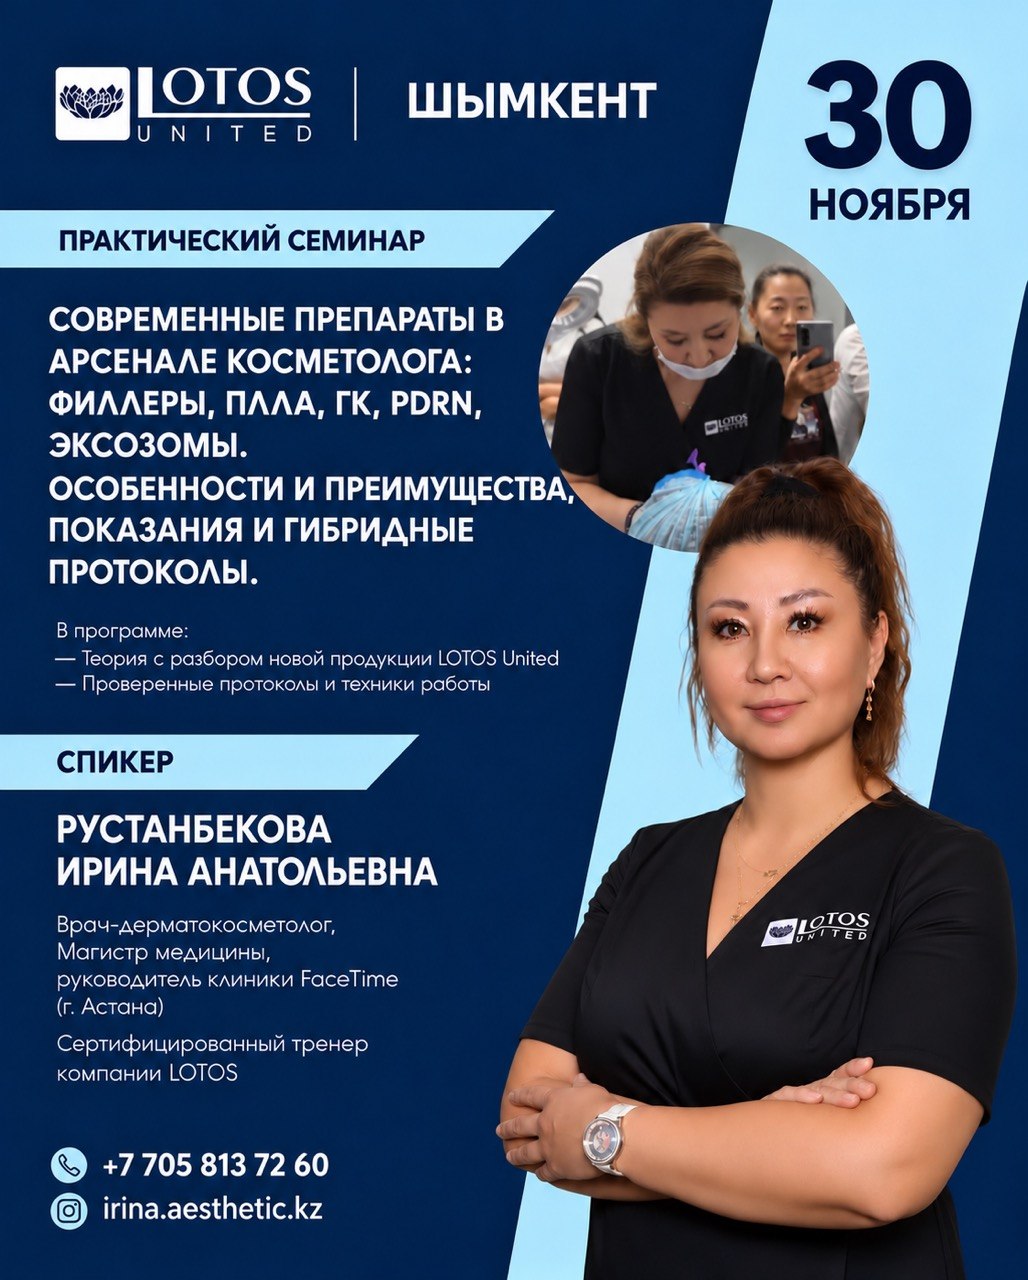 LOTOS
UNITED
ШЫМКЕНТ
30
НОЯБРЯ
ПРАКТИЧЕСКИЙ СЕМИНАР
СОВРЕМЕННЫЕ ПРЕПАРАТЫ В
АРСЕНАЛЕ КОСМЕТОЛОГА:
ФИЛЛЕРЫ, ПЛЛА, ГК, PDRN,
ЭКСОЗОМЫ.
ОСОБЕННОСТИ И ПРЕИМУЩЕСТВА,
ПОКАЗАНИЯ И ГИБРИДНЫЕ
ПРОТОКОЛЫ.
LOTOS
UNITED
В программе:
— Теория с разбором новой продукции LOTOS United
— Проверенные протоколы и техники работы
СПИКЕР
РУСТАНБЕКОВА
ИРИНА АНАТОЛЬЕВНА
Врач-дерматокосметолог,
Магистр медицины,
руководитель клиники FaceTime
(г. Астана)
Сертифицированный тренер
компании LOTOS
LOTOS
UNITED
+7 705 813 72 60
irina.aesthetic.kz